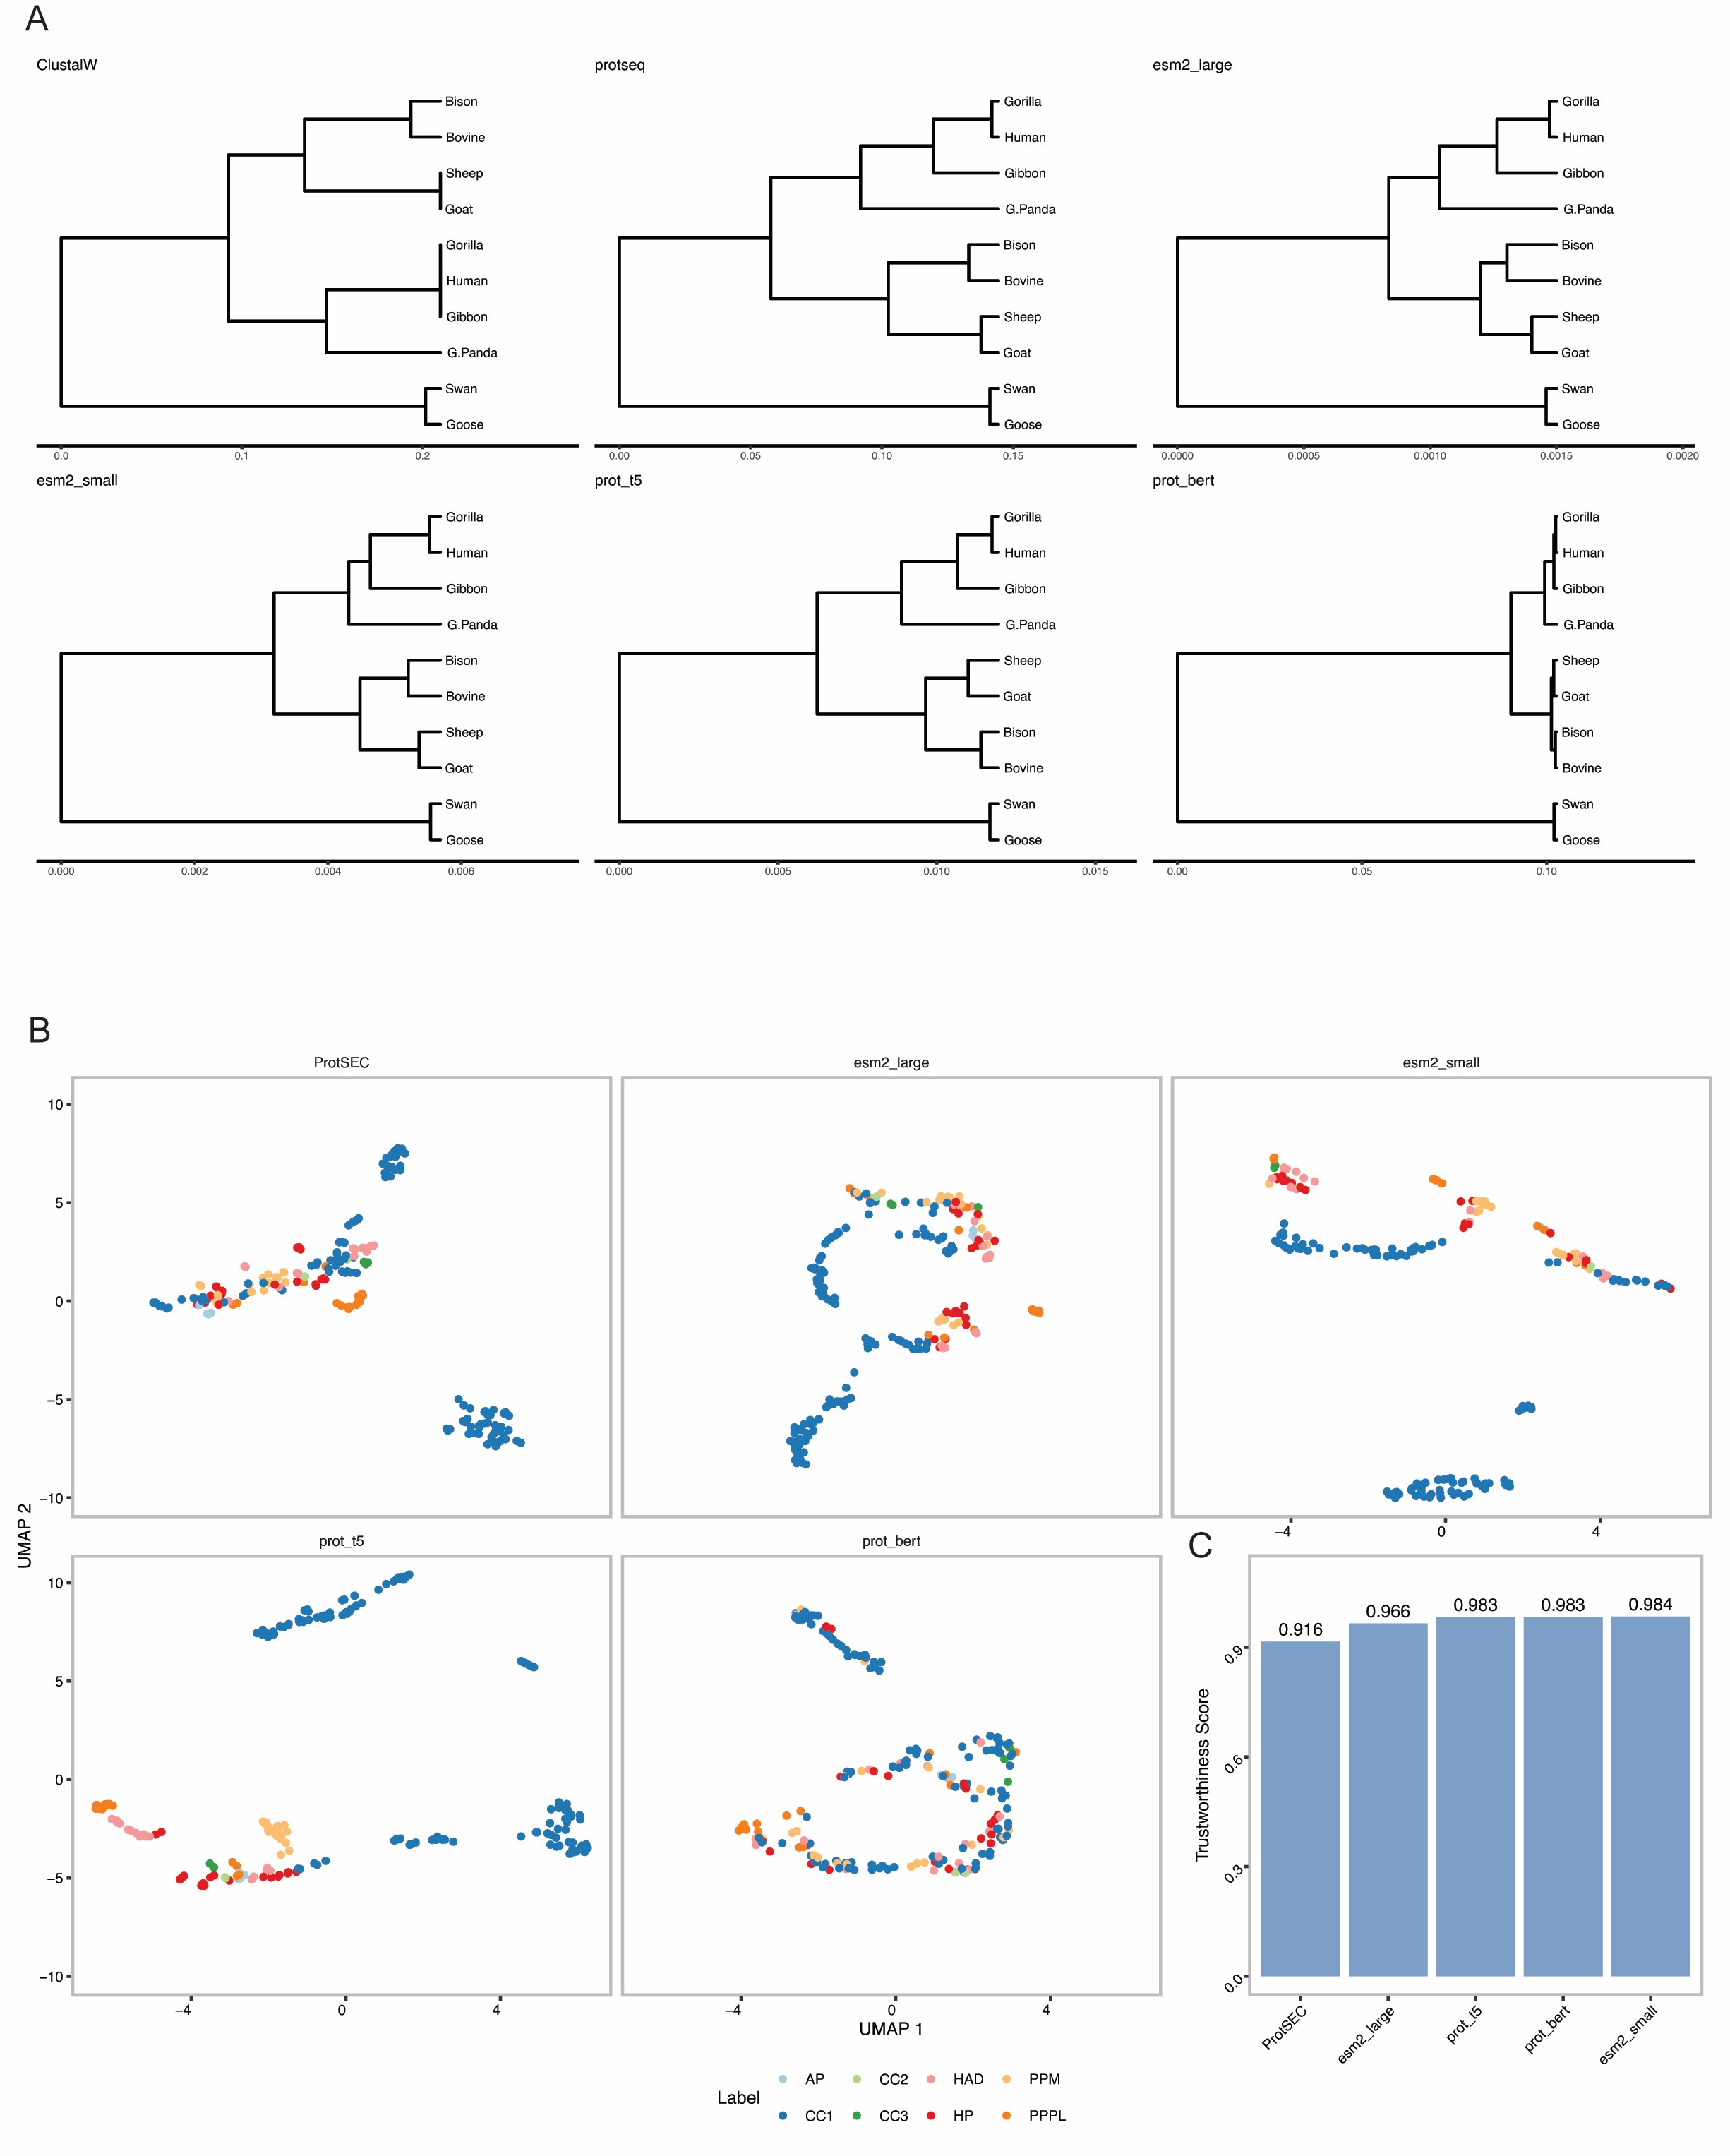 A
ClustalW
Bison
Bovine
Sheep
Goat
Gorilla
Human
Gibbon
G.Panda
Swan
Goose
0.0 0.1 0.2
protseq
Gorilla
Human
Gibbon
G.Panda
Bison
Bovine
Sheep
Goat
Swan
Goose
0.00 0.05 0.10 0.15
esm2_large
Gorilla
Human
Gibbon
G.Panda
Bison
Bovine
Sheep
Goat
Swan
Goose
0.0000 0.0005 0.0010 0.0015 0.0020
esm2_small
Gorilla
Human
Gibbon
G.Panda
Bison
Bovine
Sheep
Goat
Swan
Goose
0.000 0.002 0.004 0.006
prot_t5
Gorilla
Human
Gibbon
G.Panda
Sheep
Goat
Bison
Bovine
Swan
Goose
0.000 0.005 0.010 0.015
prot_bert
Gorilla
Human
Gibbon
G.Panda
Sheep
Goat
Bison
Bovine
Swan
Goose
0.00 0.05 0.10
B
ProtSEC esm2_large esm2_small
10
5
0
−5
−10
−4 0 4
UMAP 2
prot_t5 prot_bert
10
5
0
−5
−10
−4 0 4
−4 0 4
UMAP 1
C
Trustworthiness Score
0.9
0.6
0.3
0.0
0.916 0.966 0.983 0.983 0.984
ProtSEC esm2_large prot_t5 prot_bert esm2_small
Label
AP CC2 HAD PPM
CC1 CC3 HP PPPL